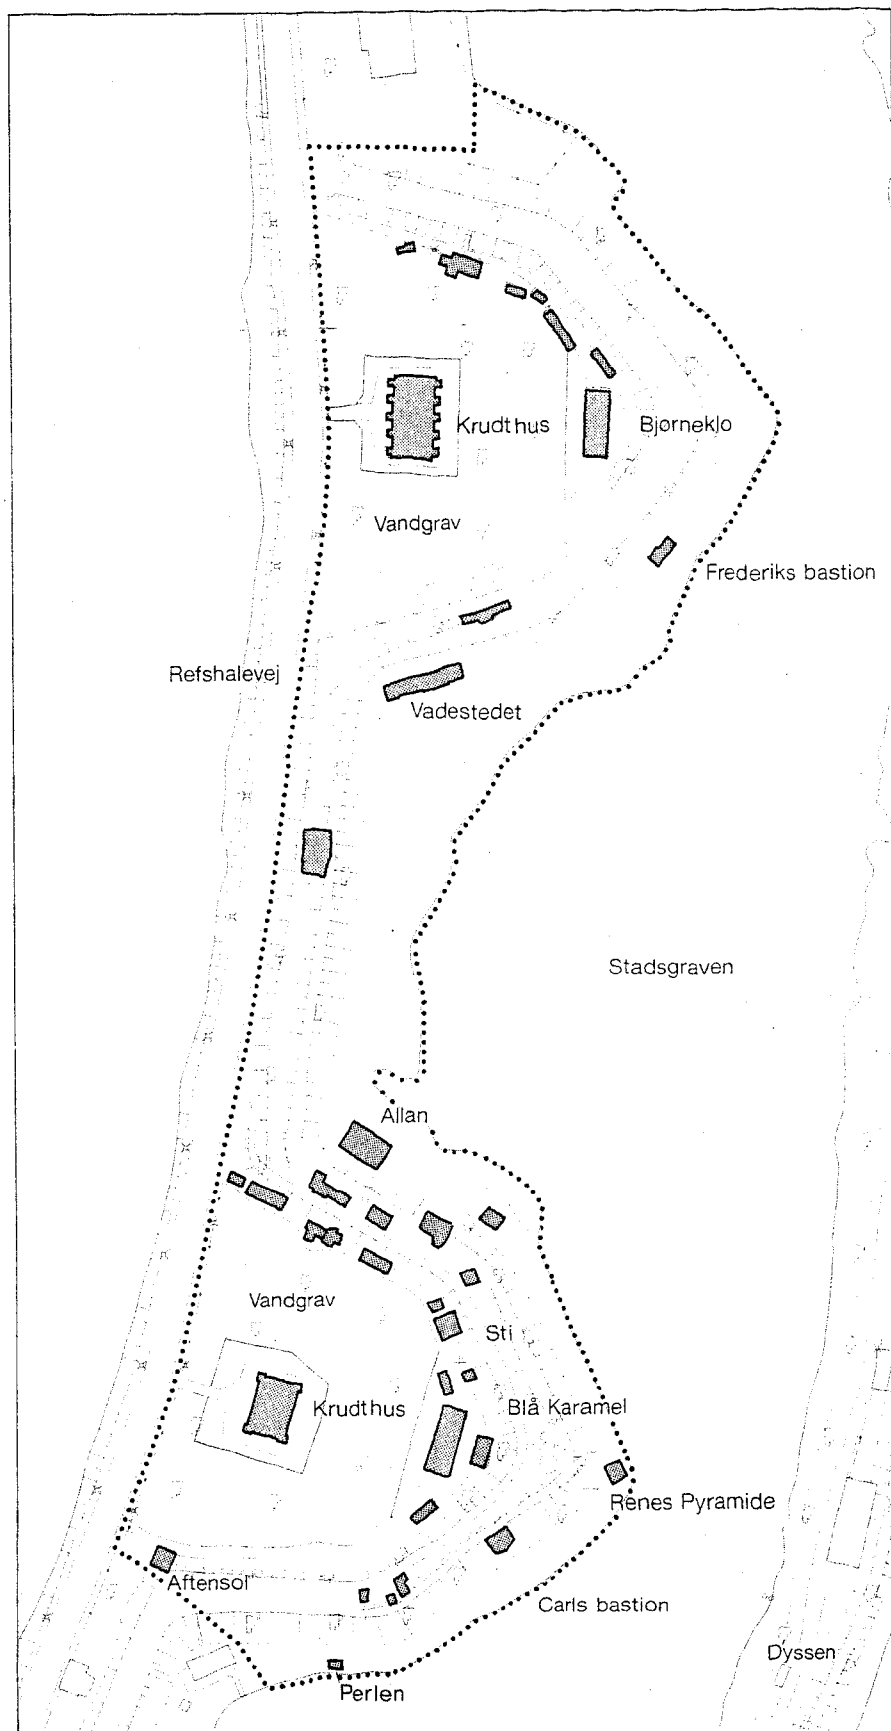 Krudthus
Bjørneklo
Vandgrav
Frederiks bastion
Refshalevej
Vadestedet
Stadsgraven
Allan
Vandgrav
Sti
Krudthus
Blå Karamel
Renes Pyramide
Aftensol
Carls bastion
Dyssen
Perlen